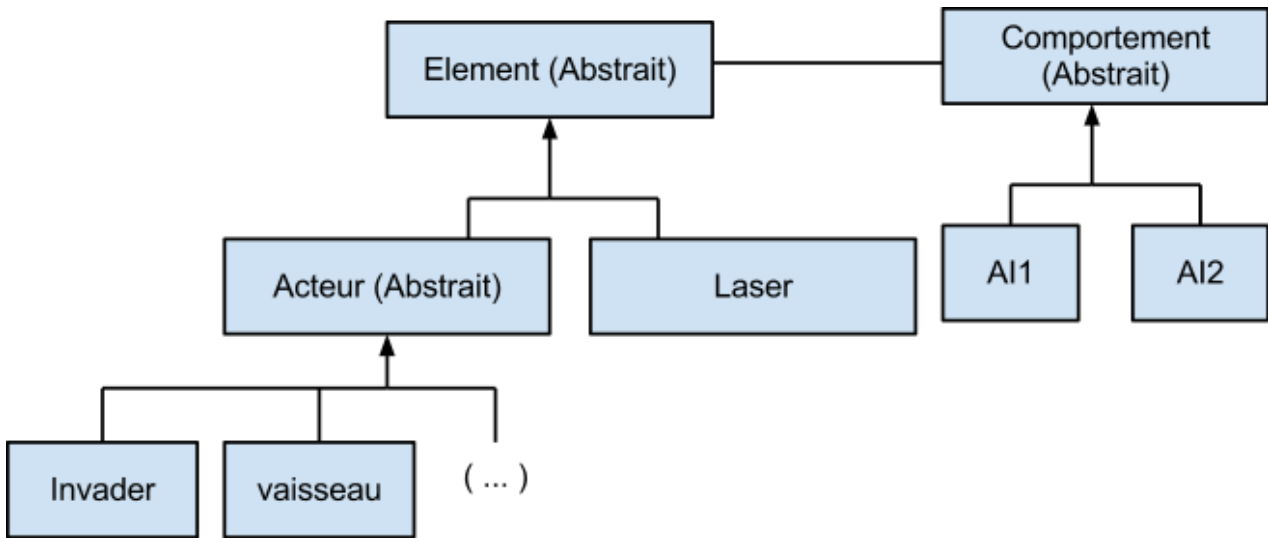 Element (Abstrait)
Comportement
(Abstrait)
Acteur (Abstrait)
Laser
AI1
AI2
Invader
vaisseau
( ... )